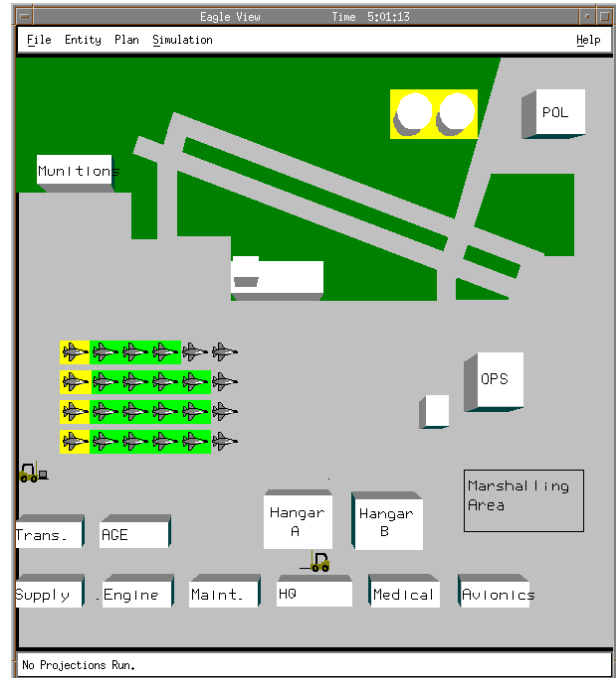 Eagle View Time 5:01:13
File Entity Plan Simulation Help
POL
Munitions
OPS
Marshalling
Area
Hangar
A
Hangar
B
Trans.
AGE
Supply
Engine
Maint.
HQ
Medical
Avionics
No Projections Run.